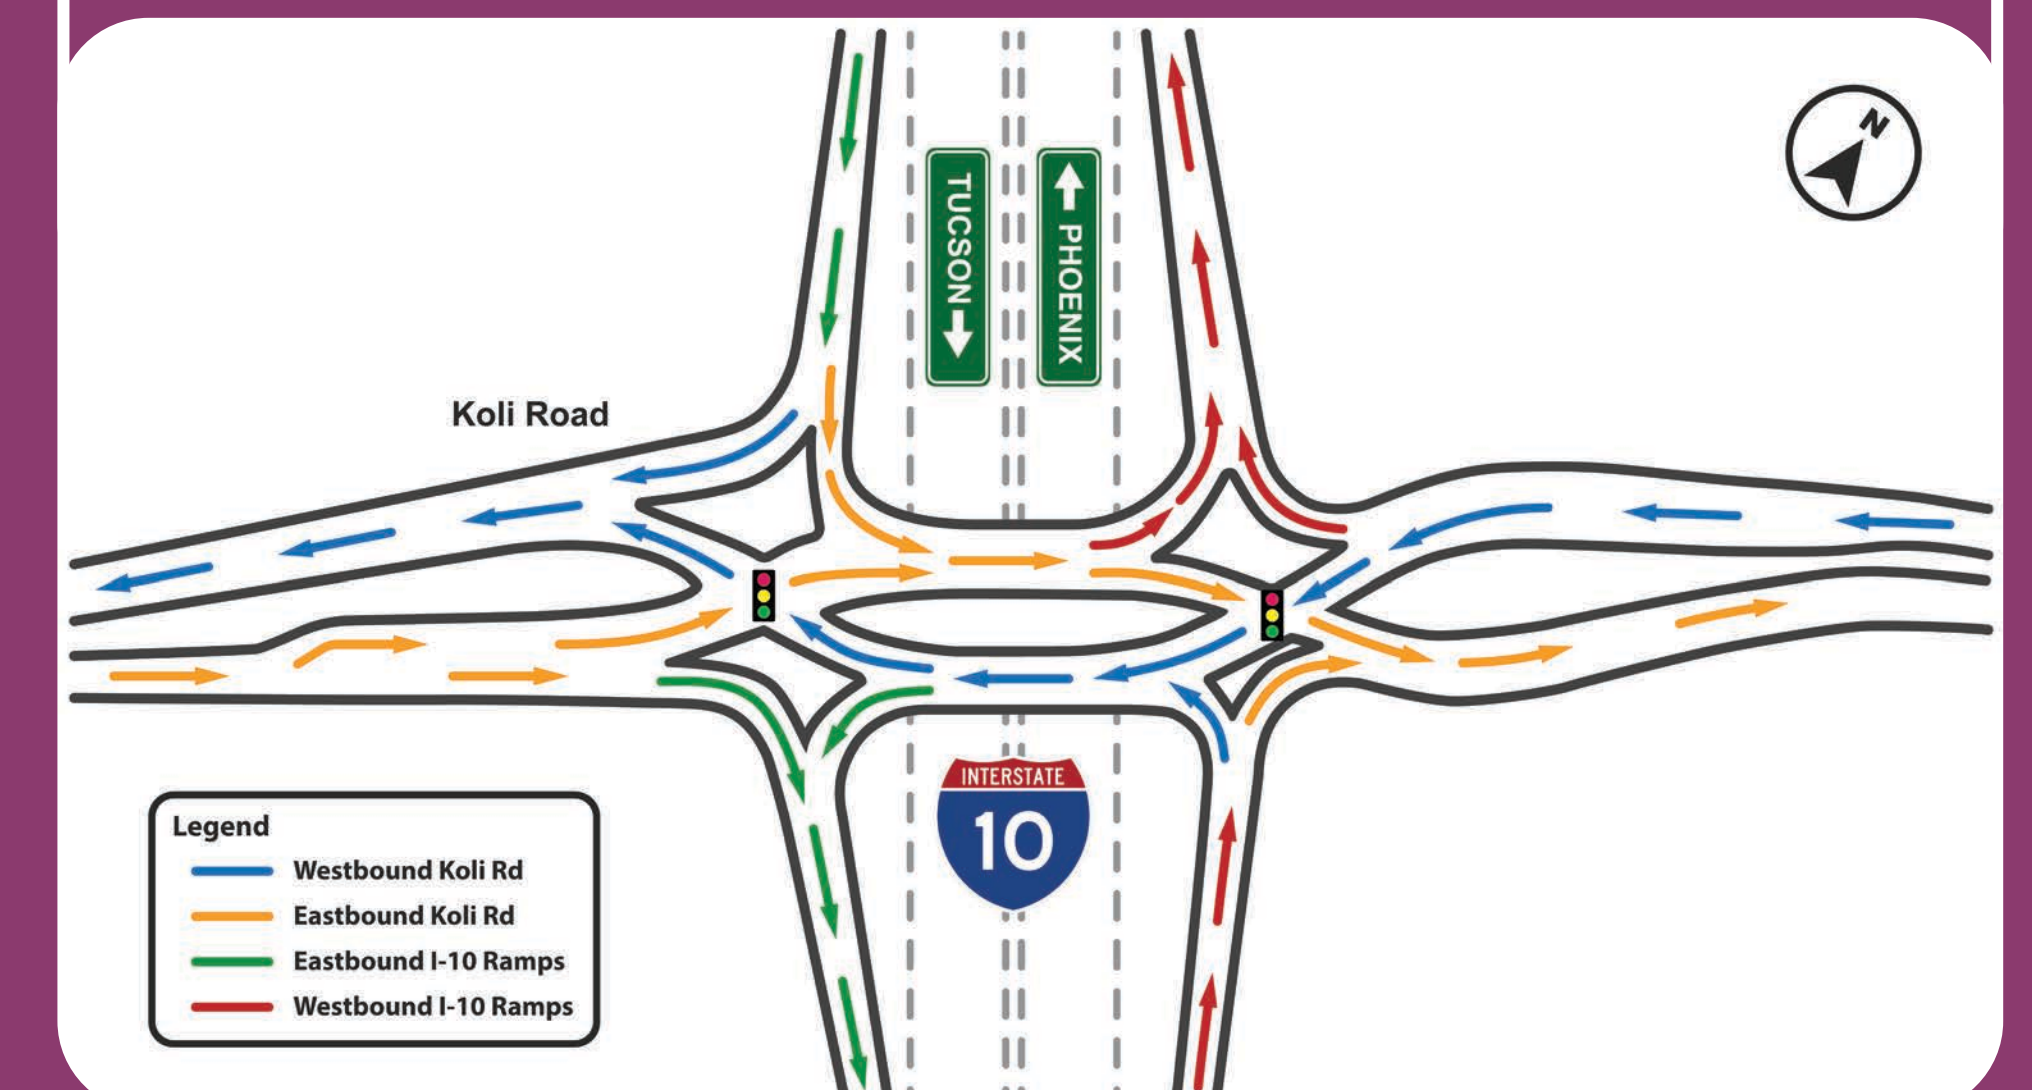 N
TUCSON
PHOENIX
Koli Road
INTERSTATE
10
Legend
Westbound Koli Rd
Eastbound Koli Rd
Eastbound I-10 Ramps
Westbound I-10 Ramps